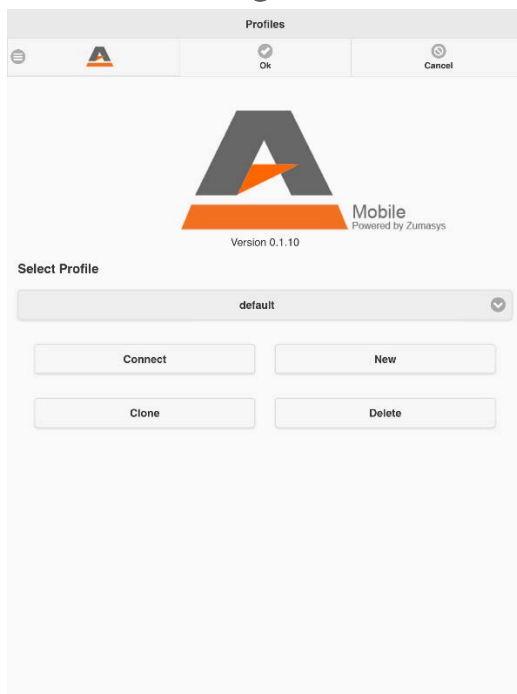 Profiles
Ok
Cancel
Mobile
Powered by Zumasys
Version 0.1.10
Select Profile
default
Connect
New
Clone
Delete